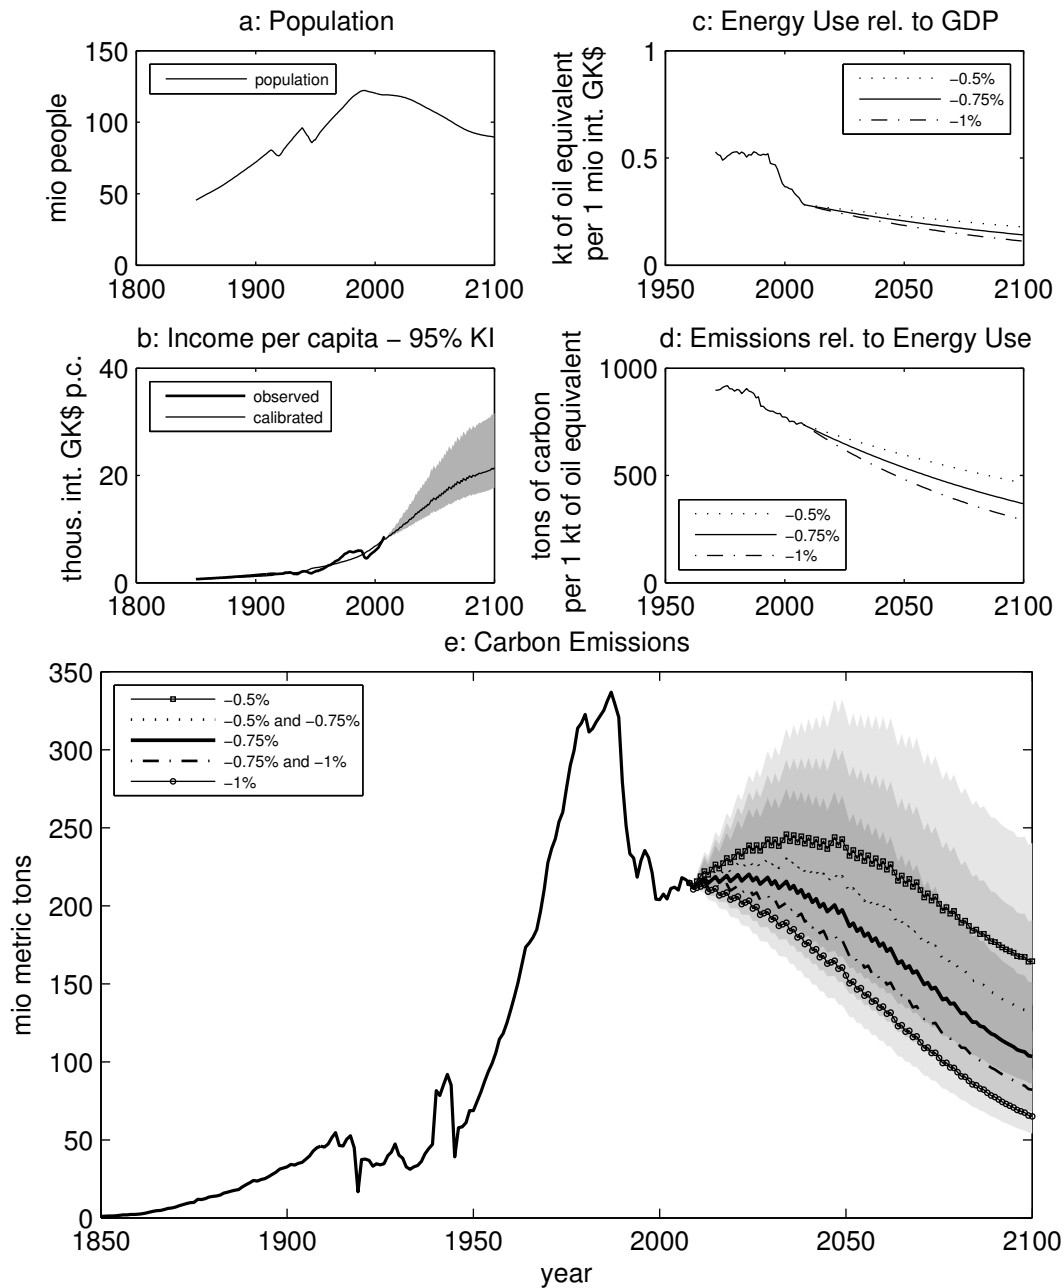 a: Population
mio people
150
100
50
0
population
1800
1900
2000
2100
c: Energy Use rel. to GDP
kt of oil equivalent
per 1 mio int. GK$
1
0.5
0
−0.5%
−0.75%
−1%
1950
2000
2050
2100
b: Income per capita − 95% KI
thous. int. GK$ p.c.
40
20
0
observed
calibrated
1800
1900
2000
2100
d: Emissions rel. to Energy Use
tons of carbon
per 1 kt of oil equivalent
1000
500
0
−0.5%
−0.75%
−1%
1950
2000
2050
2100
e: Carbon Emissions
mio metric tons
350
300
250
200
150
100
50
0
−0.5%
−0.5% and −0.75%
−0.75%
−0.75% and −1%
−1%
1850
1900
1950
2000
2050
2100
year